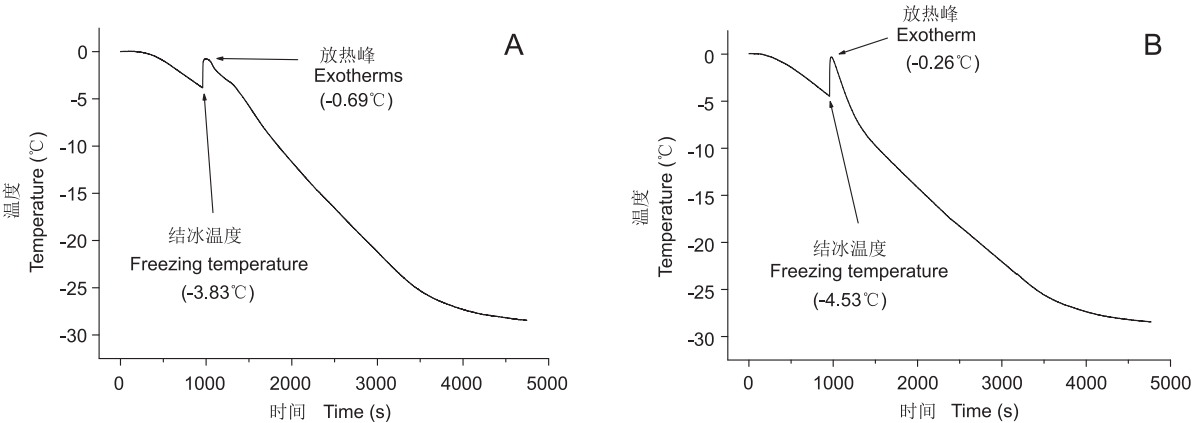 A
放热峰
Exotherms
(-0.69℃)
结冰温度
Freezing temperature
(-3.83℃)
温度
Temperature (℃)
0
-5
-10
-15
-20
-25
-30
0
1000
2000
3000
4000
5000
时间 Time (s)
B
放热峰
Exotherm
(-0.26℃)
结冰温度
Freezing temperature
(-4.53℃)
温度
Temperature (℃)
0
-5
-10
-15
-20
-25
-30
0
1000
2000
3000
4000
5000
时间 Time (s)